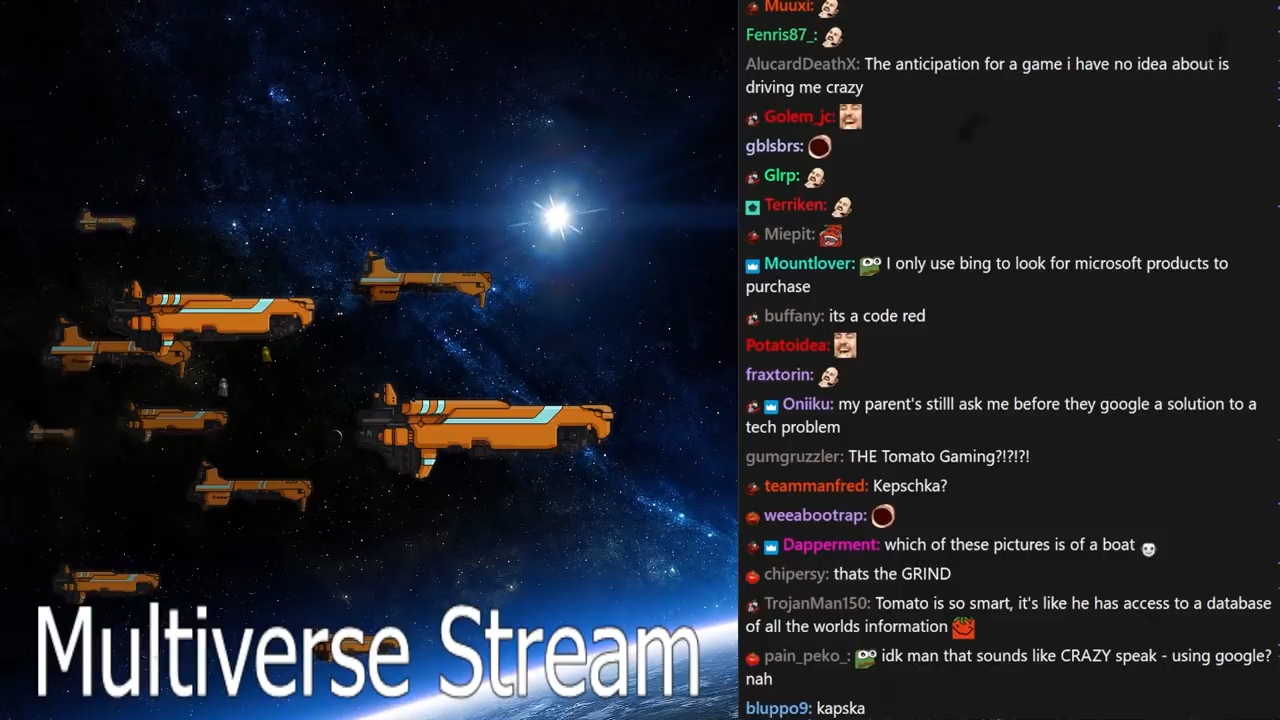 Muuxi:
Fenris87_:
AlucardDeathX: The anticipation for a game i have no idea about is
driving me crazy
Golem_jc:
gblsbrs:
Glrp:
Terriken:
Miepit:
Mountlover: I only use bing to look for microsoft products to
purchase
buffany: its a code red
Potatoidea:
fraxtorin:
Oniiku: my parent's stilll ask me before they google a solution to a
tech problem
gumgruzzler: THE Tomato Gaming?!?!?!
teammanfred: Kepschka?
weeabootrap:
Dapperment: which of these pictures is of a boat
chipersy: thats the GRIND
TrojanMan150: Tomato is so smart, it's like he has access to a database
of all the worlds information
pain_peko_: idk man that sounds like CRAZY speak - using google?
nah
bluppo9: kapska
Multiverse Stream